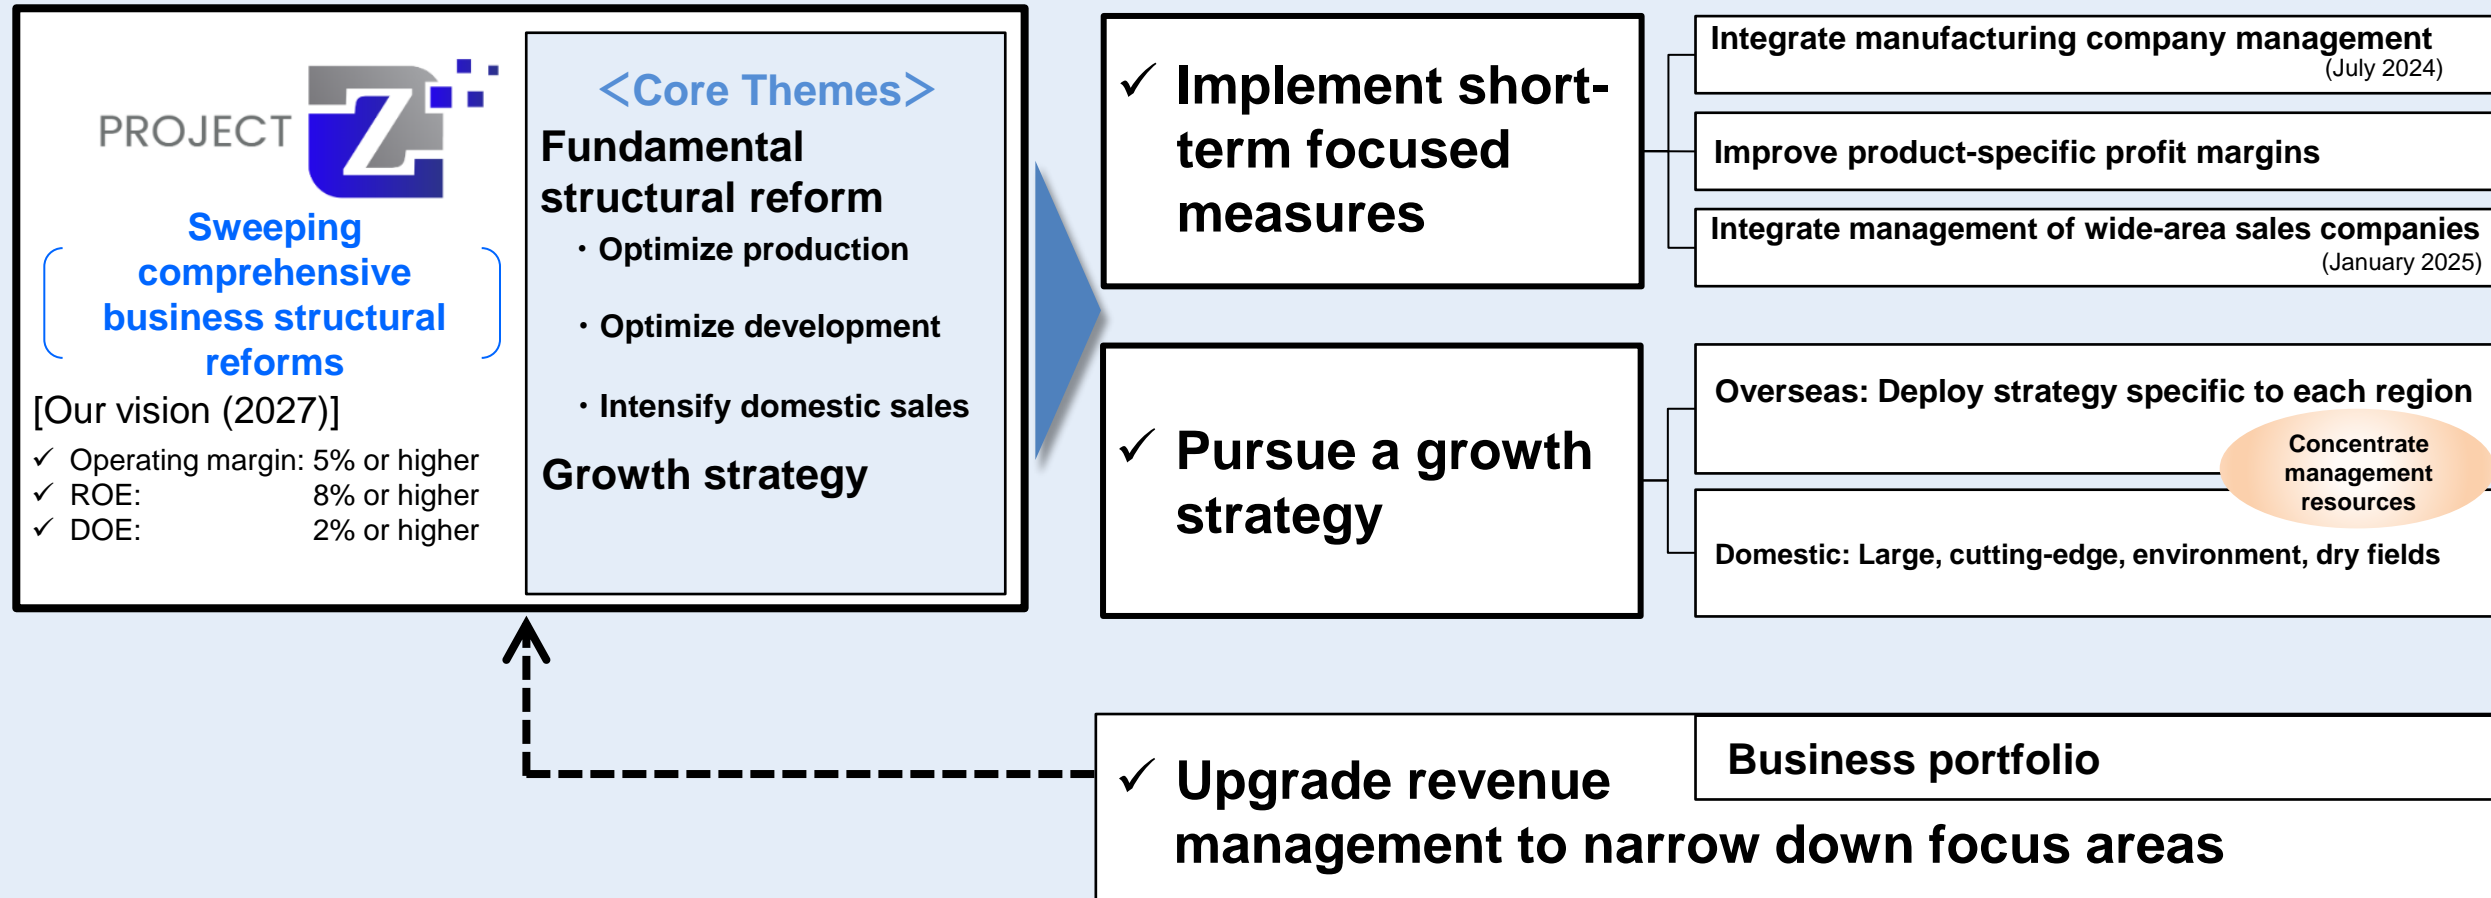 PROJECT Z
Sweeping
comprehensive
business structural
reforms
[Our vision (2027)]
✓ Operating margin: 5% or higher
✓ ROE: 8% or higher
✓ DOE: 2% or higher
<Core Themes>
Fundamental
structural reform
・Optimize production
・Optimize development
・Intensify domestic sales
Growth strategy
✓ Implement short-
term focused
measures
Integrate manufacturing company management
(July 2024)
Improve product-specific profit margins
Integrate management of wide-area sales companies
(January 2025)
✓ Pursue a growth
strategy
Overseas: Deploy strategy specific to each region
Concentrate
management
resources
Domestic: Large, cutting-edge, environment, dry fields
✓ Upgrade revenue
management to narrow down focus areas
Business portfolio